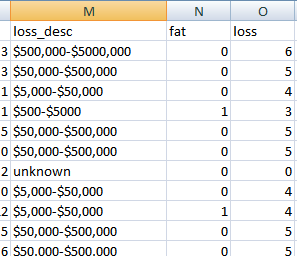 M N O
loss_desc fat loss
3 $500,000-$5000,000 0 6
3 $50,000-$500,000 0 5
1 $5,000-$50,000 0 4
1 $500-$5000 1 3
5 $50,000-$500,000 0 5
0 $50,000-$500,000 0 5
2 unknown 0 0
0 $5,000-$50,000 0 4
2 $5,000-$50,000 1 4
5 $50,000-$500,000 0 5
6 $50,000-$500,000 0 5